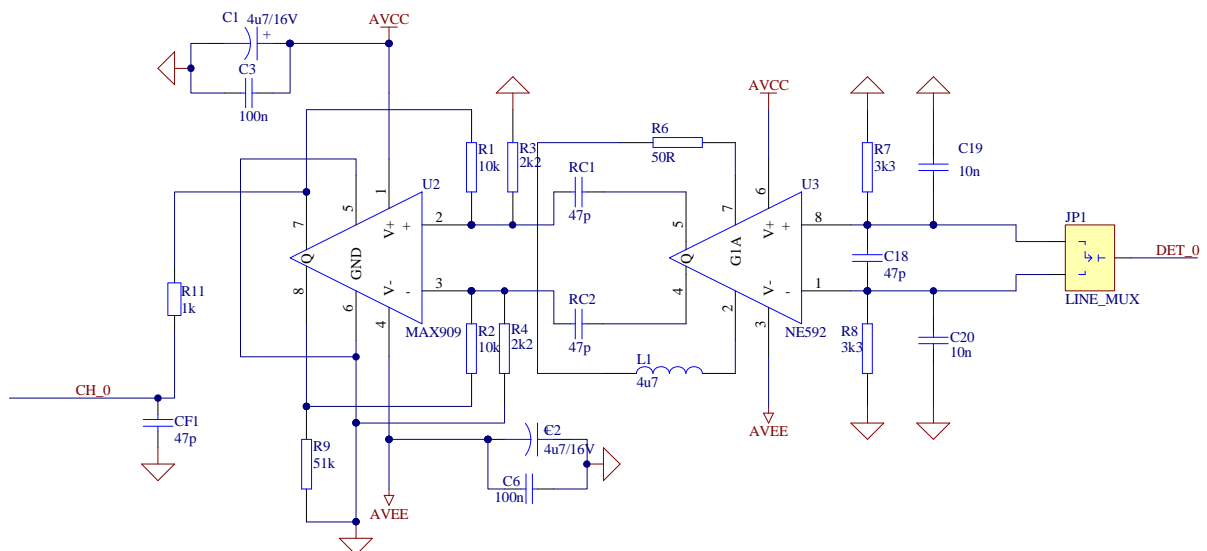 C1 4u7/16V
+
C3
100n
AVCC
R1
10k
R3
2k2
RC1
47p
R6
50R
AVCC
R7
3k3
C19
10n
U2
1
V+
+
2
5
7
Q
GND
8
6
V-
-
3
4
MAX909
R11
1k
CH_0
CF1
47p
R9
51k
R2
10k
R4
2k2
RC2
47p
L1
4u7
U3
6
V+
+
8
7
5
Q
G1A
4
2
V-
-
1
3
NE592
C18
47p
R8
3k3
C20
10n
JP1
LINE_MUX
DET_0
AVEE
C2
4u7/16V
C6
100n
AVEE